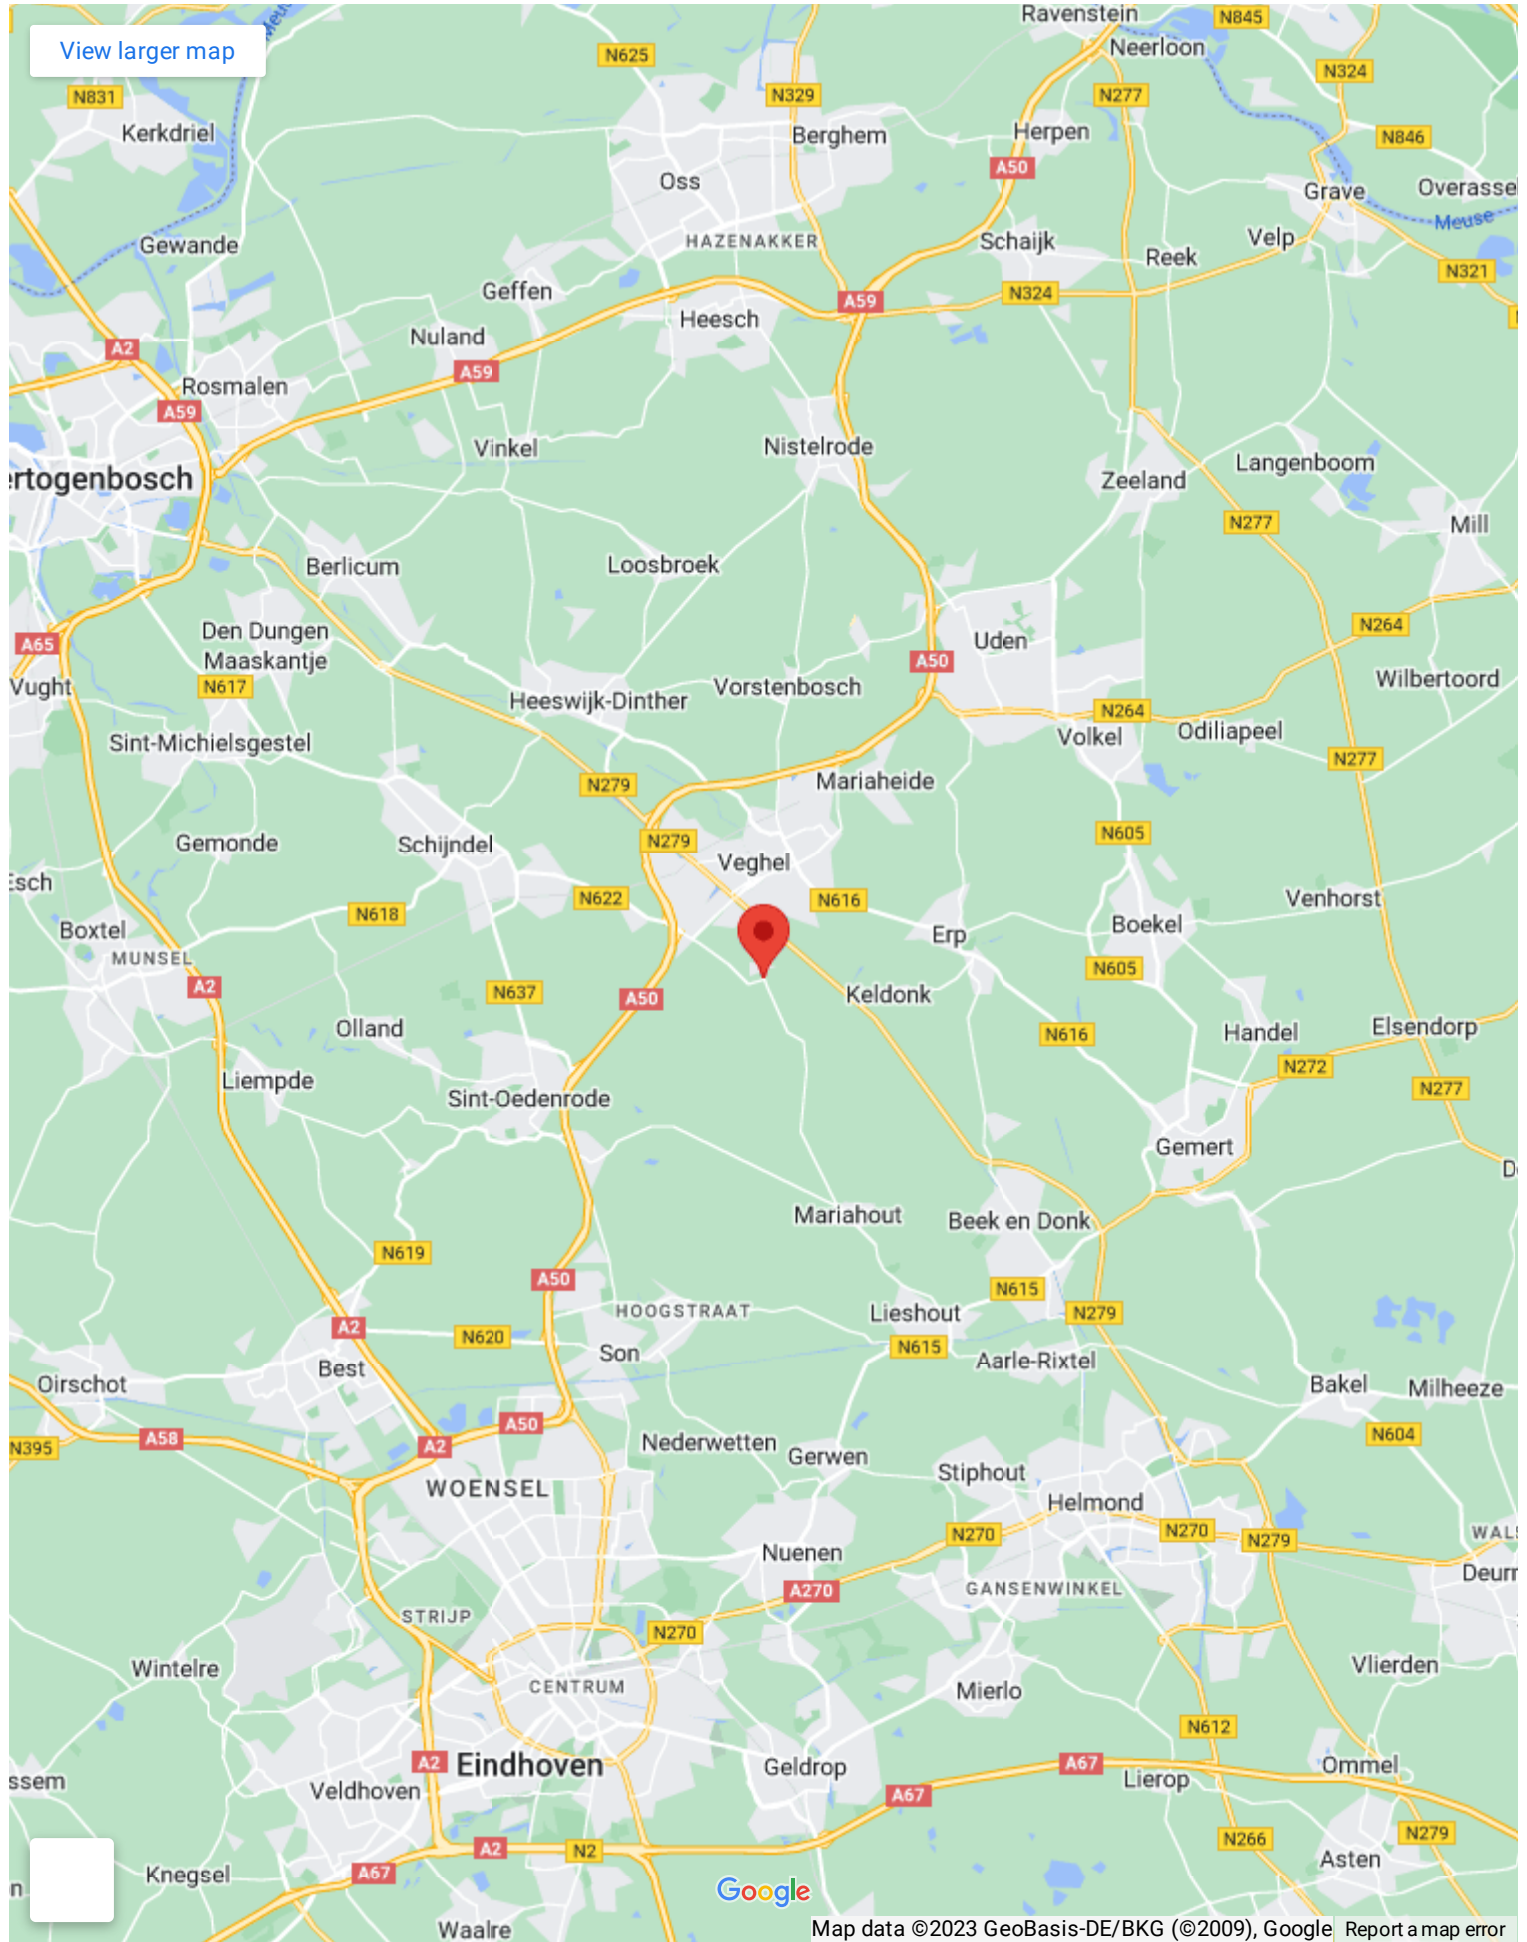 Ravenstein
N845
Meuse
View larger map
Neerloon
N625
N324
N831
N329
N277
Kerkdriel
Berghem
Herpen
N846
A50
Oss
Grave
Overassel
Meuse
Gewande
HAZENAKKER
Schaijk
Velp
Reek
N321
Geffen
N324
A59
Heesch
Nuland
A2
A59
Rosmalen
A59
Vinkel
Nistelrode
Langenboom
ertogenbosch
Zeeland
N277
Mill
Berlicum
Loosbroek
N264
Den Dungen
Uden
A65
Maaskantje
A50
Vught
N617
Heeswijk-Dinther
Vorstenbosch
Wilbertoord
N264
Odiliapeel
Sint-Michielsgestel
Volkel
N277
N279
Mariaheide
N605
Gemonde
Schijndel
N279
Veghel
Esch
N622
N616
Venhorst
N618
Boxtel
Erp
Boekel
MUNSEL
N605
A2
N637
A50
Keldonk
Olland
N616
Handel
Elsendorp
N272
Liempde
N277
Sint-Oedenrode
Gemert
D
Mariahout
Beek en Donk
N619
A50
N615
HOOGSTRAAT
Lieshout
N279
A2
N620
Son
N615
Aarle-Rixtel
Best
Oirschot
Bakel
Milheeze
A50
N395
A58
A2
Nederwetten
N604
Gerwen
WOENSEL
Stiphout
Helmond
N270
N270
N279
WALS
Nuenen
Deurn
A270
GANSENWINKEL
STRIJP
N270
Wintelre
Vlierden
CENTRUM
Mierlo
N612
A2
Eindhoven
Geldrop
A67
Ommel
ssem
Veldhoven
A67
Lierop
N279
A2
N2
N266
Asten
Knegsel
A67
n
Google
Waalre
Map data ©2023 GeoBasis-DE/BKG (©2009), Google
Report a map error